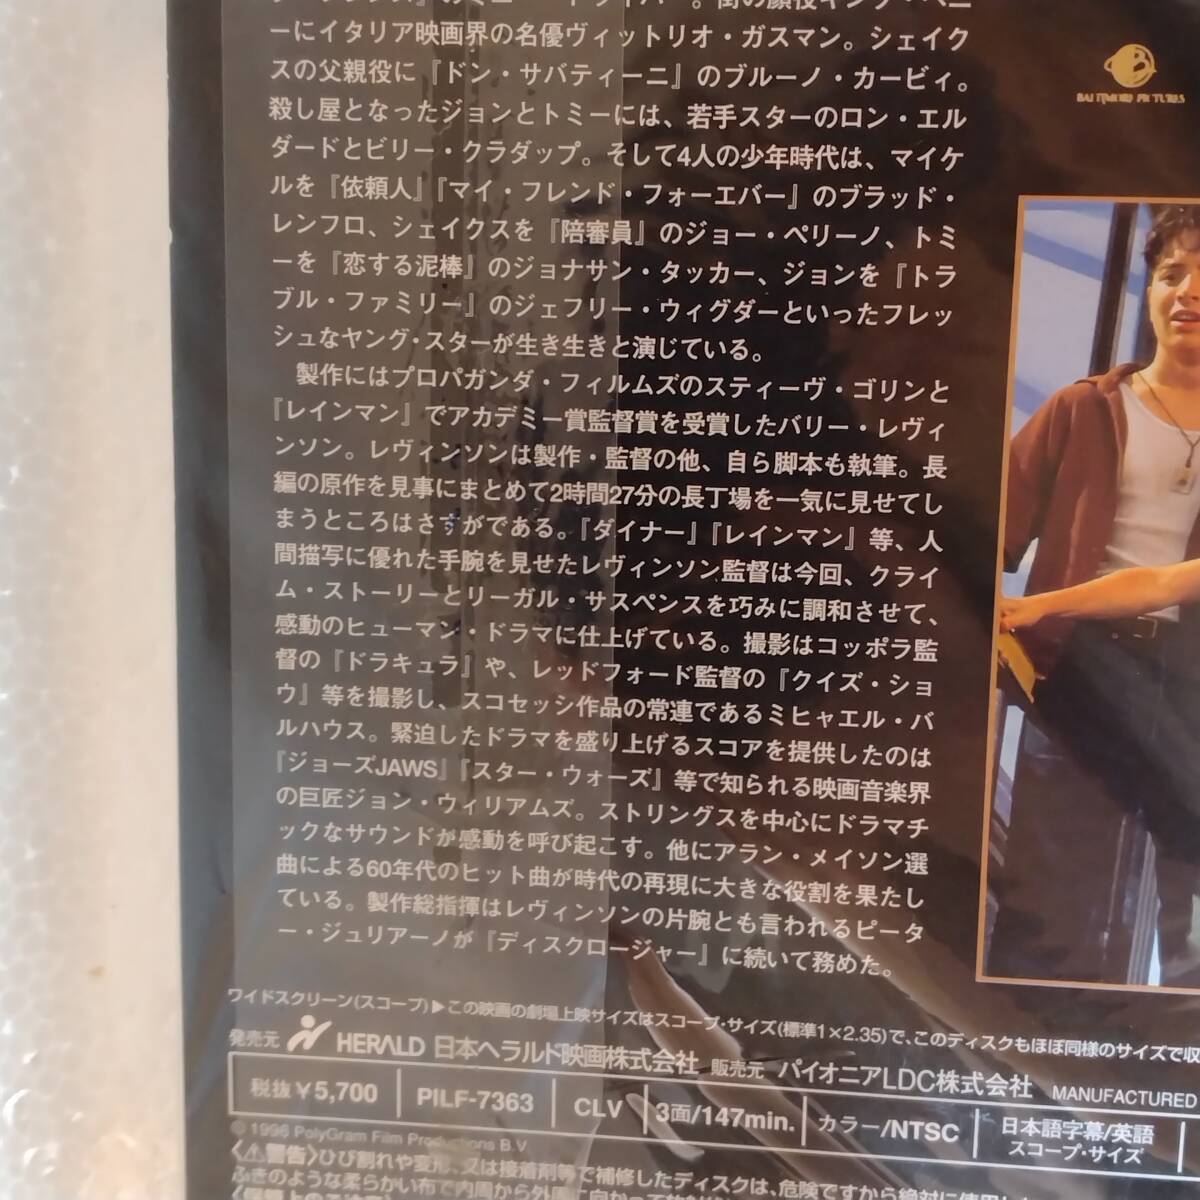 ーにイタリア映画界の名優ヴィットリオ・ガスマン。シェイク
スの父親役に『ドン・サバティーニ』のブルーノ・カービィ。
殺し屋となったジョンとトミーには、若手スターのロン・エル
ダードとビリー・クラダップ。そして4人の少年時代は、マイケ
ルを『依頼人』『マイ・フレンド・フォーエバー』のブラッド・
レンフロ、シェイクスを『陪審員』のジョー・ペリーノ、トミ
ーを『恋する泥棒』のジョナサン・タッカー、ジョンを『トラ
ブル・ファミリー』のジェフリー・ウィグダーといったフレッ
シュなヤング・スターが生き生きと演じている。
製作にはプロパガンダ・フィルムズのスティーヴ・ゴリンと
『レインマン』でアカデミー賞監督賞を受賞したバリー・レヴィ
ンソン。レヴィンソンは製作・監督の他、自ら脚本も執筆。長
編の原作を見事にまとめて2時間27分の長丁場を一気に見せてし
まうところはさすがである。『ダイナー』『レインマン』等、人
間描写に優れた手腕を見せたレヴィンソン監督は今回、クライ
ム・ストーリーとリーガル・サスペンスを巧みに調和させて、
感動のヒューマン・ドラマに仕上げている。撮影はコッポラ監
督の『ドラキュラ』や、レッドフォード監督の『クイズ・ショ
ウ』等を撮影し、スコセッシ作品の常連であるミヒャエル・バ
ルハウス。緊迫したドラマを盛り上げるスコアを提供したのは
『ジョーズJAWS』『スター・ウォーズ』等で知られる映画音楽界
の巨匠ジョン・ウィリアムズ。ストリングスを中心にドラマチ
ックなサウンドが感動を呼び起こす。他にアラン・メイソン選
曲による60年代のヒット曲が時代の再現に大きな役割を果たし
ている。製作総指揮はレヴィンソンの片腕とも言われるピータ
ー・ジュリアーノが『ディスクロージャー』に続いて務めた。
BALTIMORE PICTURES
ワイドスクリーン(スコープ)▶この映画の劇場上映サイズはスコープ・サイズ(標準1×2.35)で、このディスクもほぼ同様のサイズで収
発売元 HERALD 日本ヘラルド映画株式会社 販売元 パイオニアLDC株式会社 MANUFACTURED
税抜￥5,700 PILF-7363 CLV 3面/147min. カラー/NTSC 日本語字幕/英語
スコープ・サイズ
© 1996 PolyGram Film Productions B.V.
〈⚠警告〉ひび割れや変形、又は接着剤等で補修したディスクは、危険ですから絶対に使用